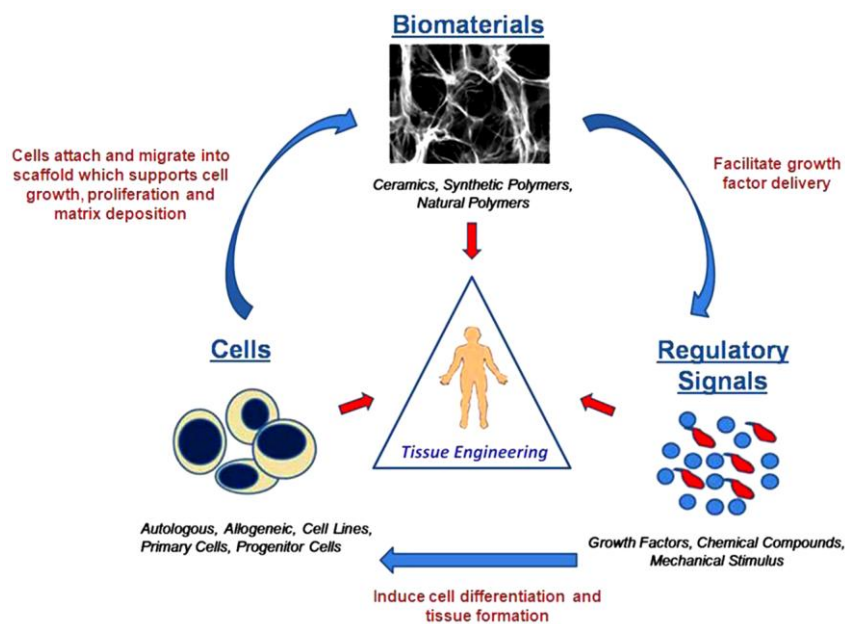 Biomaterials
Cells attach and migrate into
scaffold which supports cell
growth, proliferation and
matrix deposition
Facilitate growth
factor delivery
Ceramics, Synthetic Polymers,
Natural Polymers
Cells
Regulatory
Signals
Tissue Engineering
Autologous, Allogeneic, Cell Lines,
Primary Cells, Progenitor Cells
Growth Factors, Chemical Compounds,
Mechanical Stimulus
Induce cell differentiation and
tissue formation